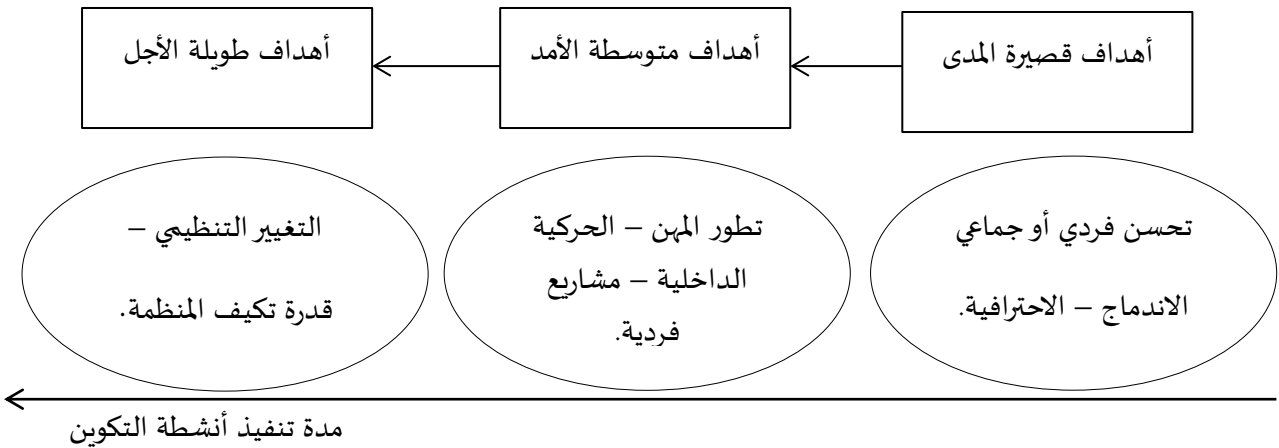 أهداف قصيرة المدى
أهداف متوسطة الأمد
أهداف طويلة الأجل
تحسن فردي أو جماعي
الاندماج – الاحترافية.
تطور المهن – الحركية
الداخلية – مشاريع
فردية.
التغيير التنظيمي –
قدرة تكيف المنظمة.
مدة تنفيذ أنشطة التكوين